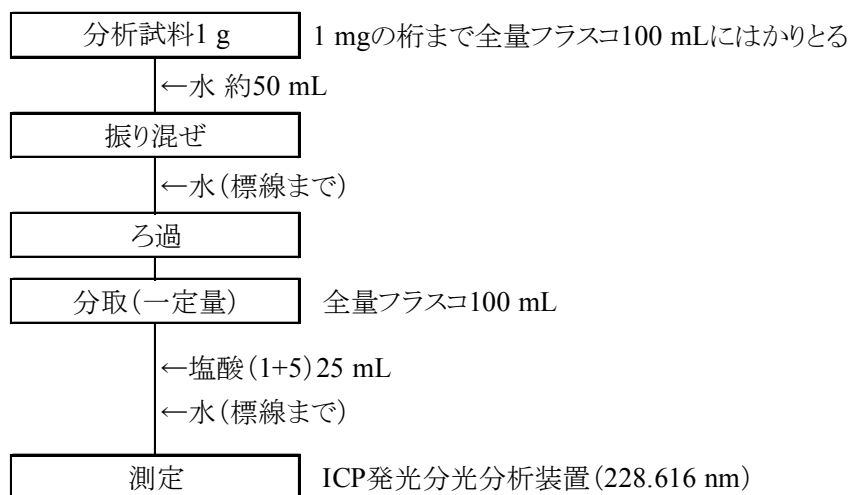 分析試料1 g 1 mgの桁まで全量フラスコ100 mLにはかりとる
←水 約50 mL
振り混ぜ
←水(標線まで)
ろ過
分取(一定量) 全量フラスコ100 mL
←塩酸(1+5)25 mL
←水(標線まで)
測定 ICP発光分光分析装置(228.616 nm)